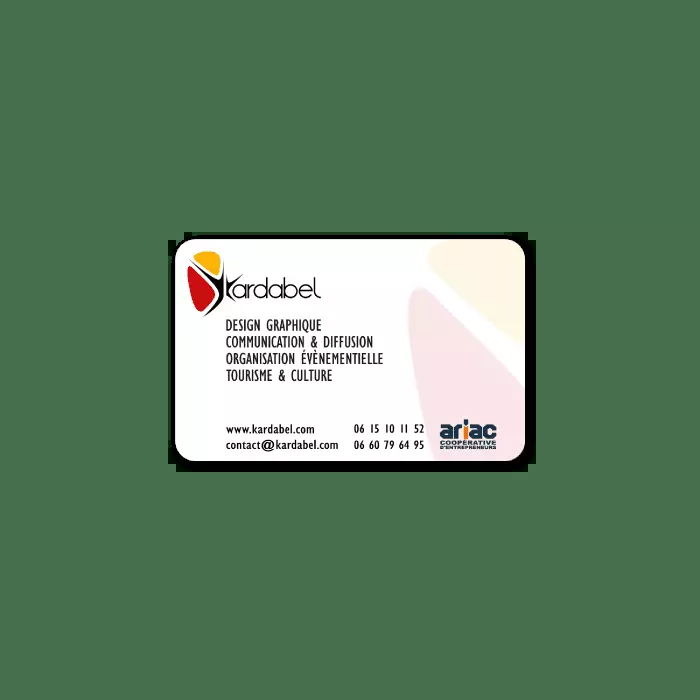 Kardabel
DESIGN GRAPHIQUE
COMMUNICATION & DIFFUSION
ORGANISATION ÉVÈNEMENTIELLE
TOURISME & CULTURE
www.kardabel.com 06 15 10 11 52
contact@kardabel.com 06 60 79 64 95
ariac
COOPÉRATIVE
D'ENTREPRENEURS